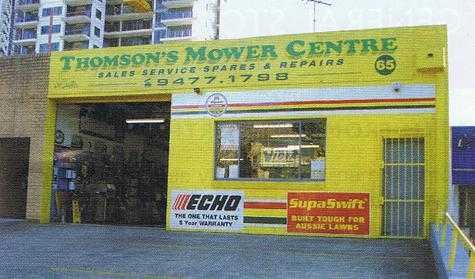 THOMSON'S MOWER CENTRE
SALES SERVICE SPARES & REPAIRS
9477.1798
65
ECHO
THE ONE THAT LASTS
5 Year WARRANTY
SupaSwift
BUILT TOUGH FOR
AUSSIE LAWNS